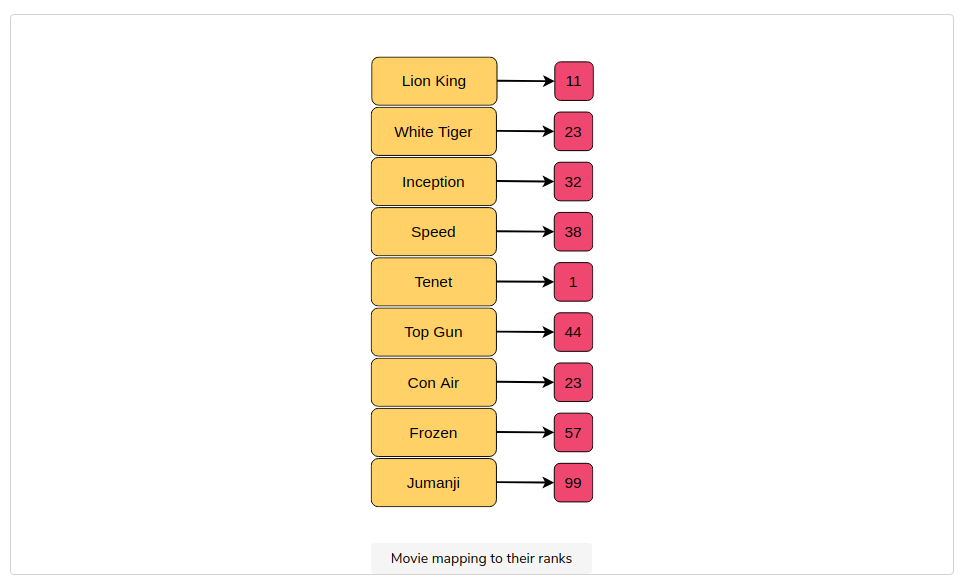 Lion King 11
White Tiger 23
Inception 32
Speed 38
Tenet 1
Top Gun 44
Con Air 23
Frozen 57
Jumanji 99
Movie mapping to their ranks